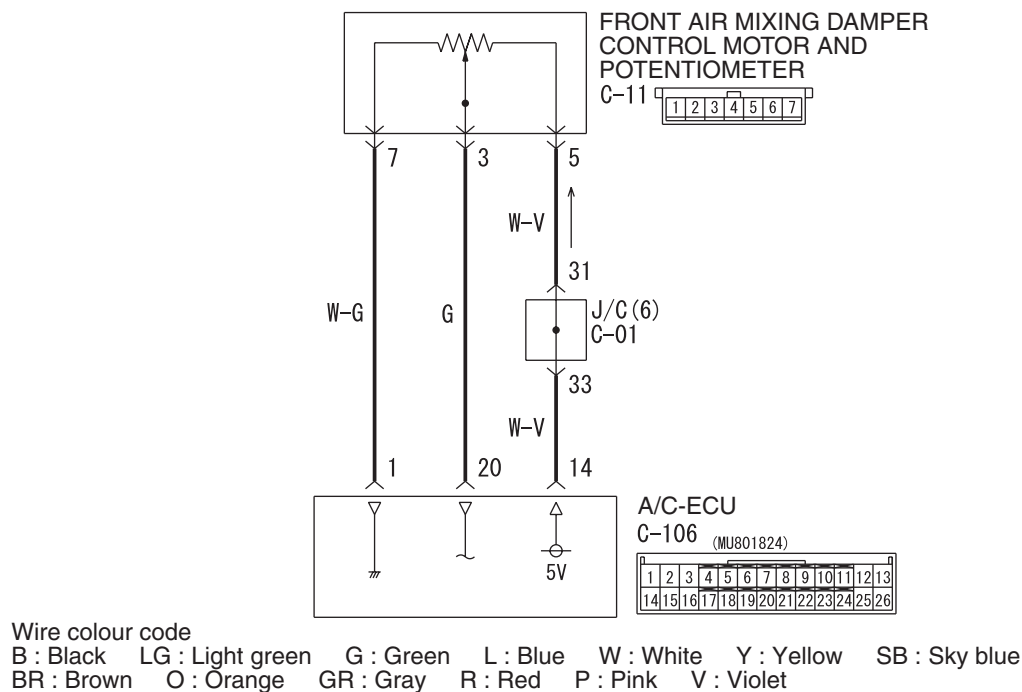 FRONT AIR MIXING DAMPER
CONTROL MOTOR AND
POTENTIOMETER
C-11
1 2 3 4 5 6 7
7 3 5
W-V
31
W-G G J/C(6)
C-01
33
W-V
1 20 14
A/C-ECU
C-106 (MU801824)
5V
1 2 3 4 5 6 7 8 9 10 11 12 13
14 15 16 17 18 19 20 21 22 23 24 25 26
Wire colour code
B : Black LG : Light green G : Green L : Blue W : White Y : Yellow SB : Sky blue
BR : Brown O : Orange GR : Gray R : Red P : Pink V : Violet